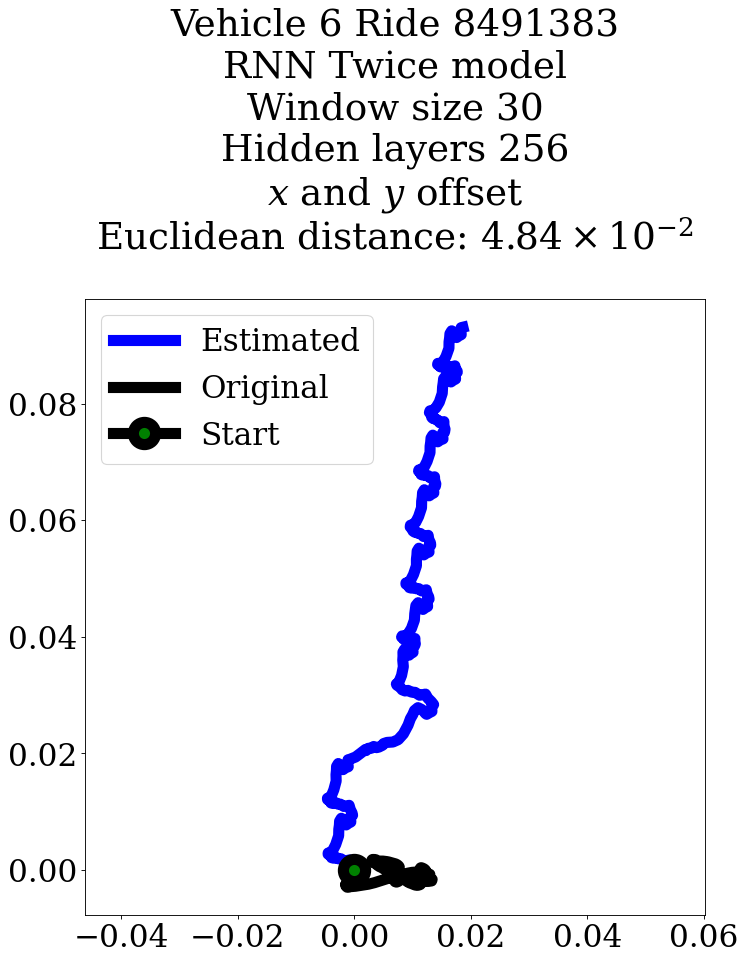 Vehicle 6 Ride 8491383
RNN Twice model
Window size 30
Hidden layers 256
x and y offset
Euclidean distance: 4.84 × 10⁻²
Estimated
Original
Start
0.08
0.06
0.04
0.02
0.00
−0.04 −0.02 0.00 0.02 0.04 0.06